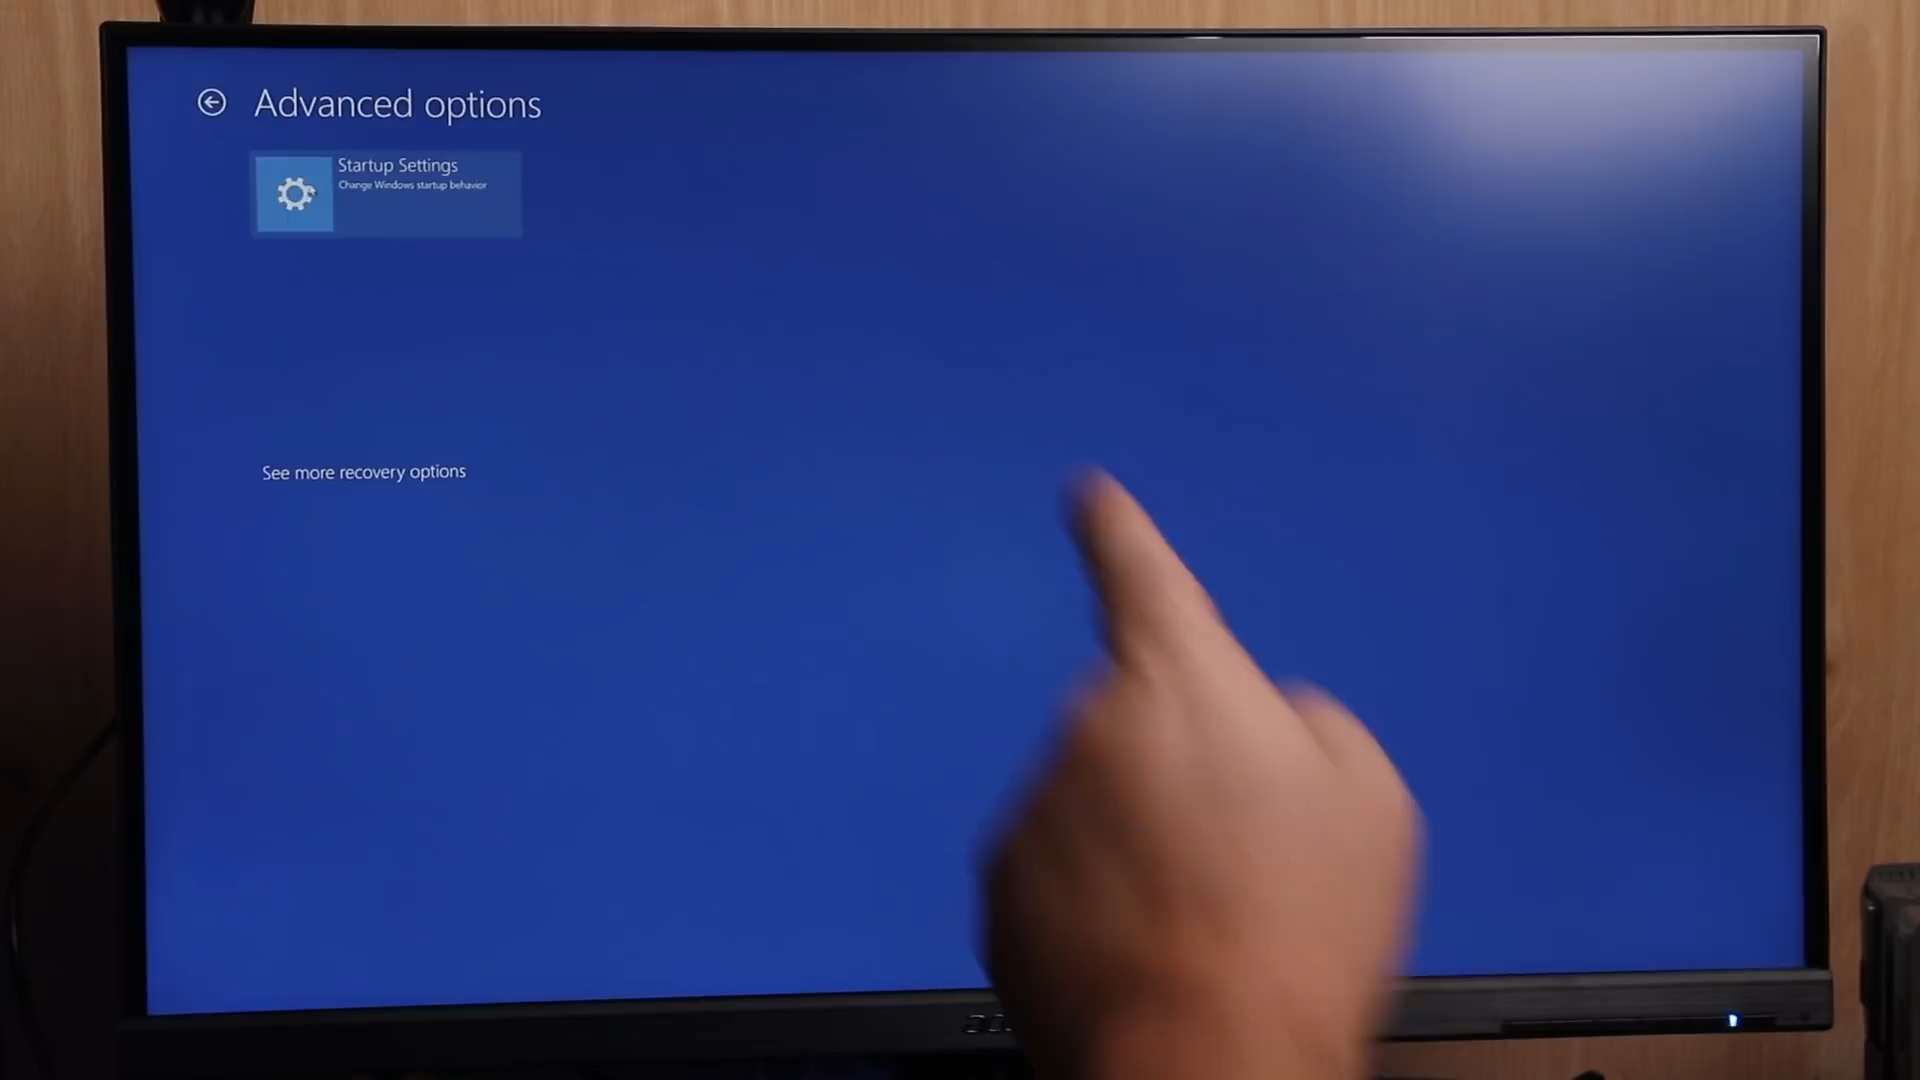 Advanced options
Startup Settings
Change Windows startup behavior
See more recovery options